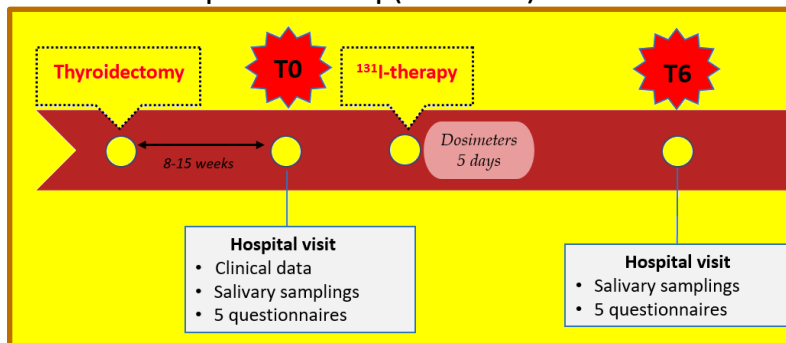 Thyroidectomy
T0
¹³¹I-therapy
T6
8-15 weeks
Dosimeters
5 days
Hospital visit
• Clinical data
• Salivary samplings
• 5 questionnaires
Hospital visit
• Salivary samplings
• 5 questionnaires